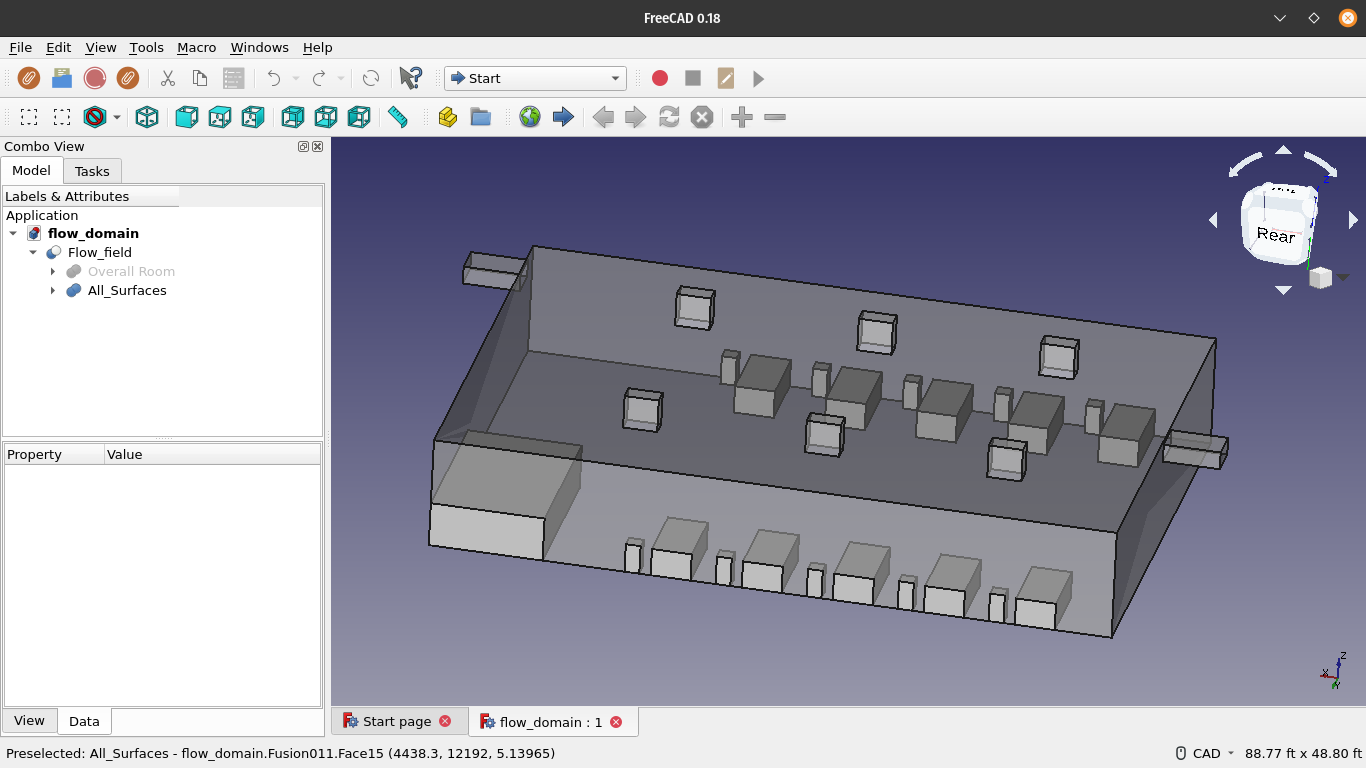 FreeCAD 0.18
File Edit View Tools Macro Windows Help
Start
Combo View
Model Tasks
Labels & Attributes
Application
flow_domain
Flow_field
Overall Room
All_Surfaces
Property Value
View Data
Rear
Z
X
Z
Y
Start page
flow_domain : 1
Preselected: All_Surfaces - flow_domain.Fusion011.Face15 (4438.3, 12192, 5.13965)
CAD
88.77 ft x 48.80 ft